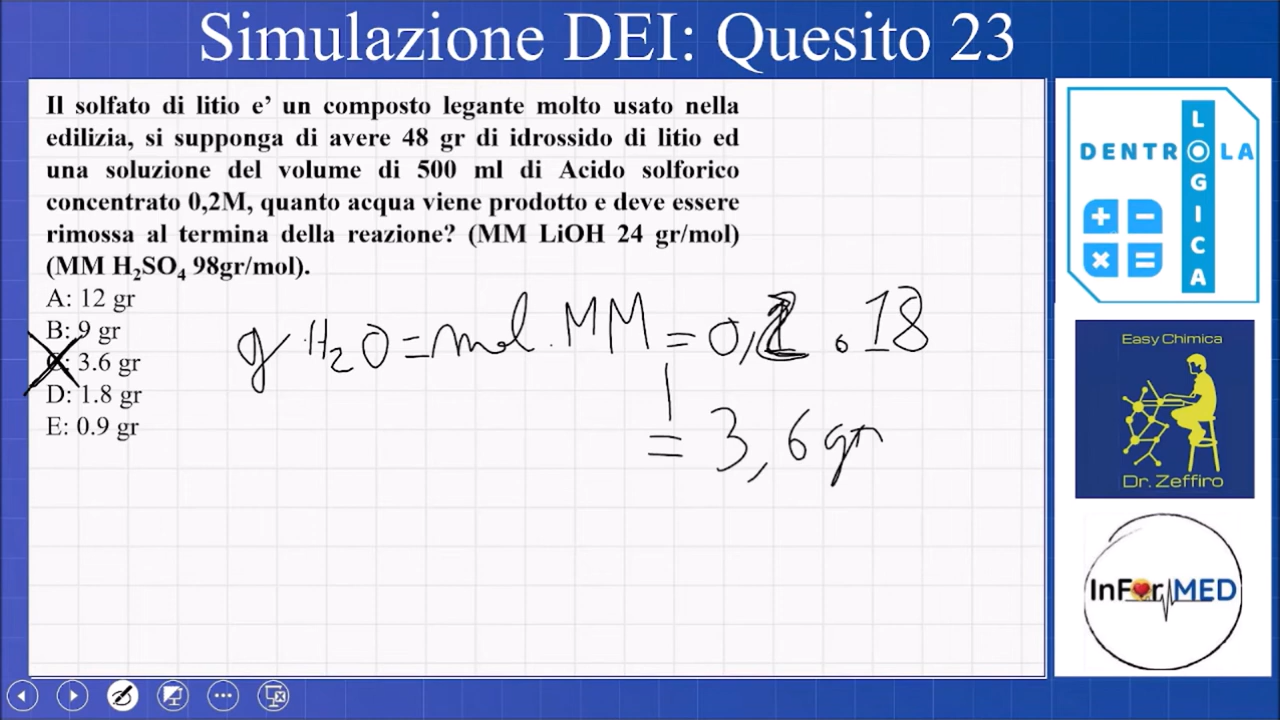 Simulazione DEI: Quesito 23
Il solfato di litio e’ un composto legante molto usato nella
edilizia, si supponga di avere 48 gr di idrossido di litio ed
una soluzione del volume di 500 ml di Acido solforico
concentrato 0,2M, quanto acqua viene prodotto e deve essere
rimossa al termina della reazione? (MM LiOH 24 gr/mol)
(MM H₂SO₄ 98gr/mol).
A: 12 gr
B: 9 gr
C: 3.6 gr
D: 1.8 gr
E: 0.9 gr
g H₂O = mol . MM = 0,2 . 18
= 3,6 gr
DENTRO LA
LOGICA
Easy Chimica
Dr. Zeffiro
InForMED